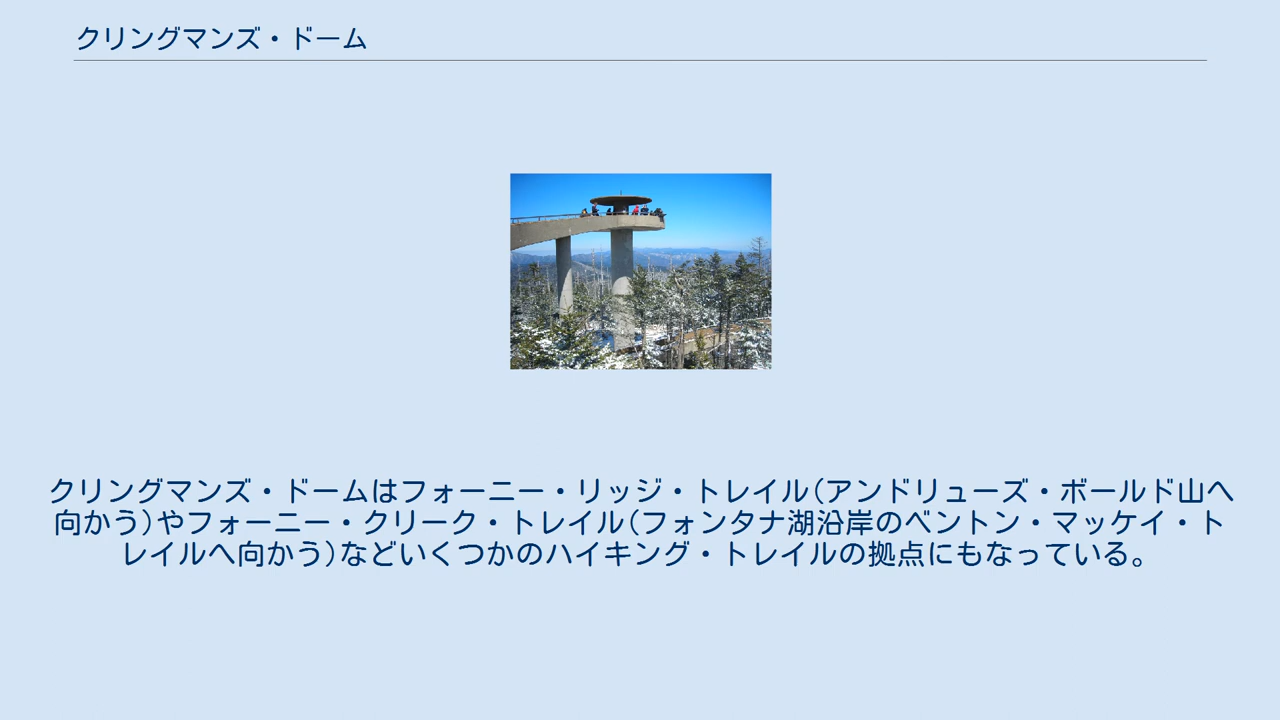 クリングマンズ・ドーム
クリングマンズ・ドームはフォーニー・リッジ・トレイル(アンドリューズ・ボールド山へ
向かう)やフォーニー・クリーク・トレイル(フォンタナ湖沿岸のベントン・マッケイ・ト
レイルへ向かう)などいくつかのハイキング・トレイルの拠点にもなっている。